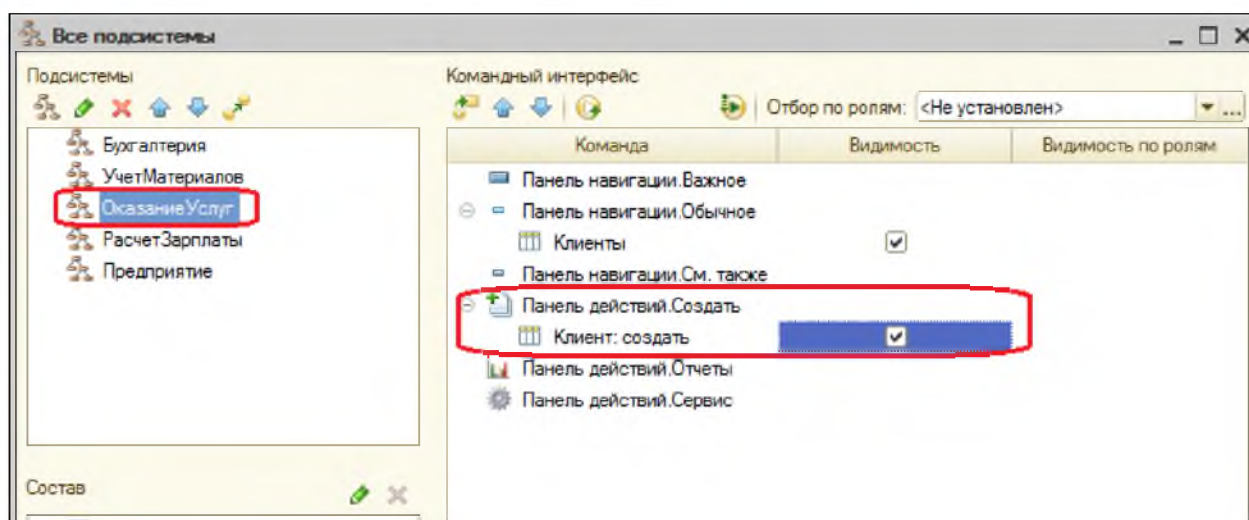 Все подсистемы
Подсистемы
Командный интерфейс
Отбор по ролям: <Не установлен>
Команда Видимость Видимость по ролям
Бухгалтерия
УчетМатериалов
ОказаниеУслуг
РасчетЗарплаты
Предприятие
Панель навигации.Важное
Панель навигации.Обычное
Клиенты
Панель навигации.См. также
Панель действий.Создать
Клиент: создать
Панель действий.Отчеты
Панель действий.Сервис
Состав